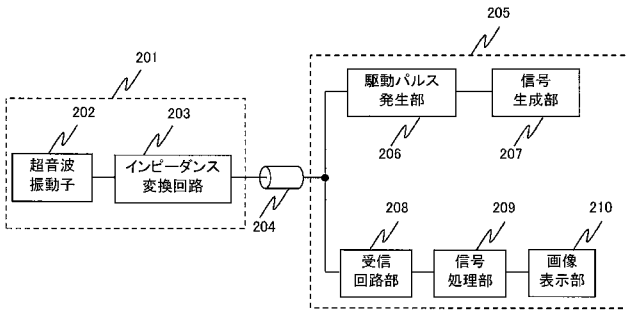 205
201
202
203
駆動パルス
発生部
信号
生成部
206
207
超音波
振動子
インピーダンス
変換回路
204
208
209
210
受信
回路部
信号
処理部
画像
表示部